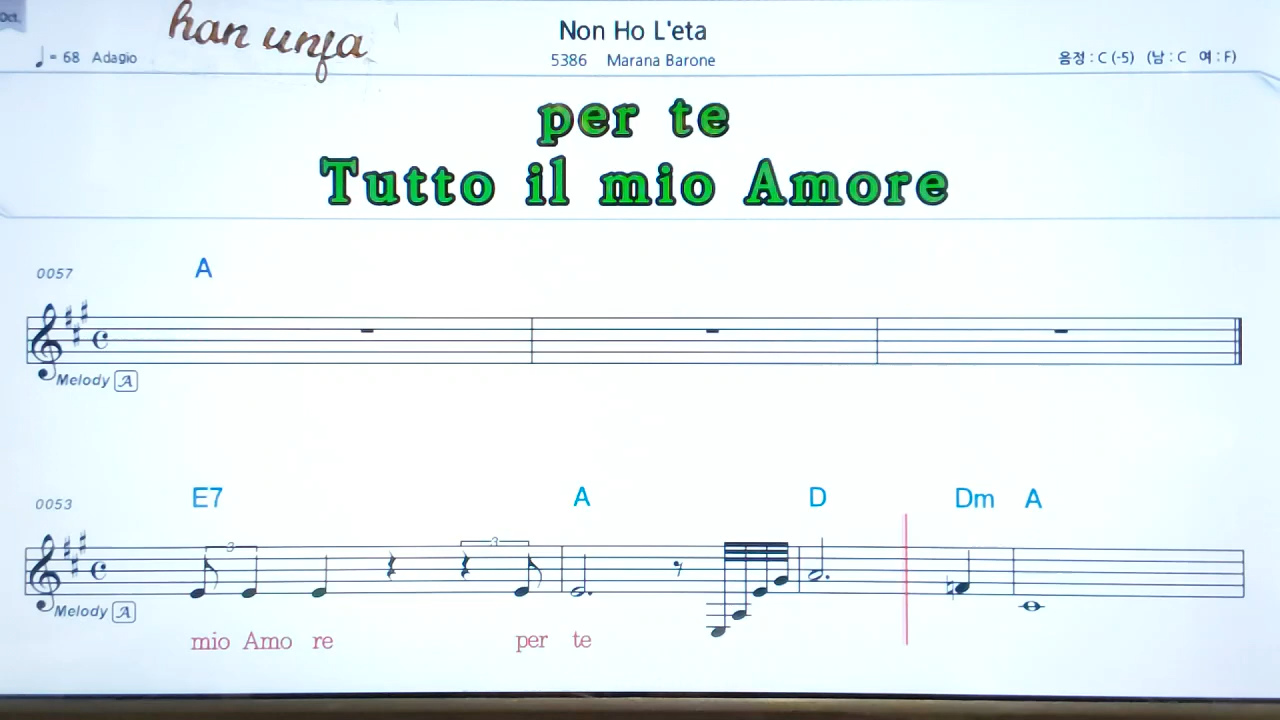 Oct.
han unfa
Non Ho L'eta
♩= 68 Adagio
5386 Marana Barone
음정 : C (-5) (남 : C 여 : F)
per te
Tutto il mio Amore
0057
A
Melody A
0053
E7 A D Dm A
3 3
Melody A
mio Amo re per te